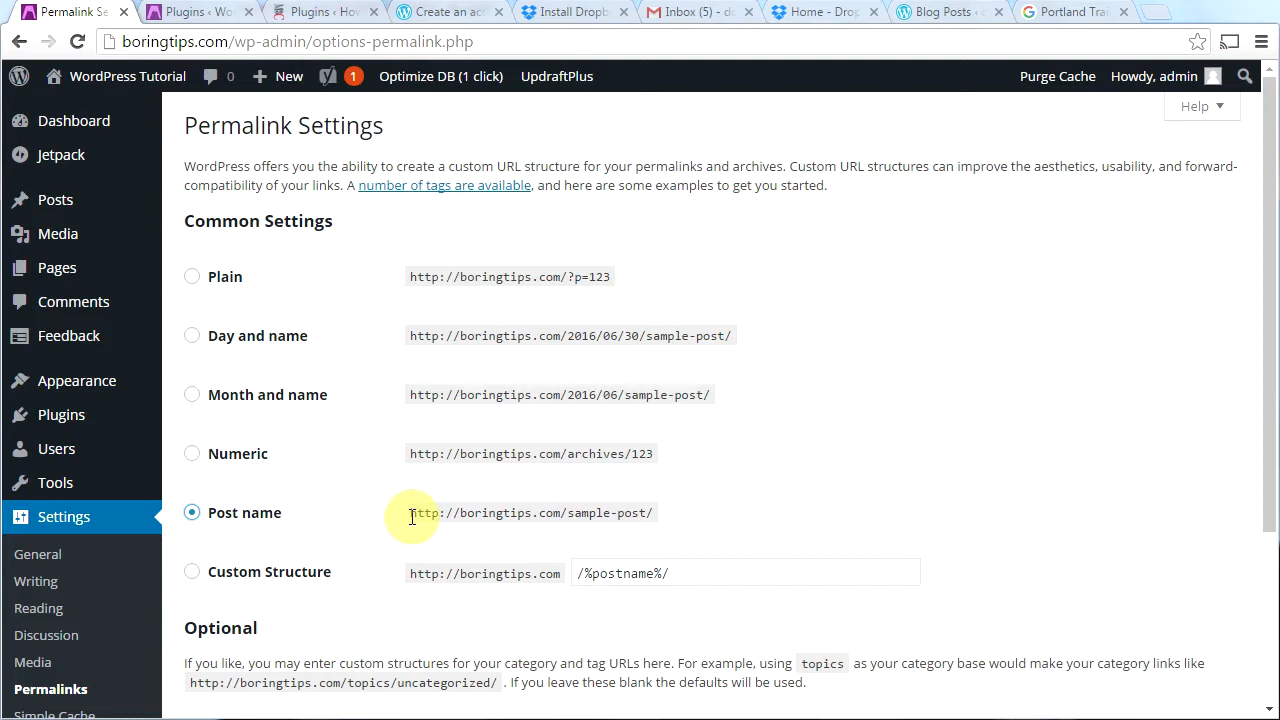 Permalink Se
Plugins ‹ Wo
Plugins ‹ How
Create an acc
Install Dropb
Inbox (5) - d
Home - Drop
Blog Posts ‹ e
Portland Trai
boringtips.com/wp-admin/options-permalink.php
WordPress Tutorial
0
New
1
Optimize DB (1 click)
UpdraftPlus
Purge Cache
Howdy, admin
Dashboard
Jetpack
Posts
Media
Pages
Comments
Feedback
Appearance
Plugins
Users
Tools
Settings
General
Writing
Reading
Discussion
Media
Permalinks
Simple Cache
Help
Permalink Settings
WordPress offers you the ability to create a custom URL structure for your permalinks and archives. Custom URL structures can improve the aesthetics, usability, and forward-
compatibility of your links. A number of tags are available, and here are some examples to get you started.
Common Settings
Plain http://boringtips.com/?p=123
Day and name http://boringtips.com/2016/06/30/sample-post/
Month and name http://boringtips.com/2016/06/sample-post/
Numeric http://boringtips.com/archives/123
Post name http://boringtips.com/sample-post/
Custom Structure http://boringtips.com /%postname%/
Optional
If you like, you may enter custom structures for your category and tag URLs here. For example, using topics as your category base would make your category links like
http://boringtips.com/topics/uncategorized/ . If you leave these blank the defaults will be used.